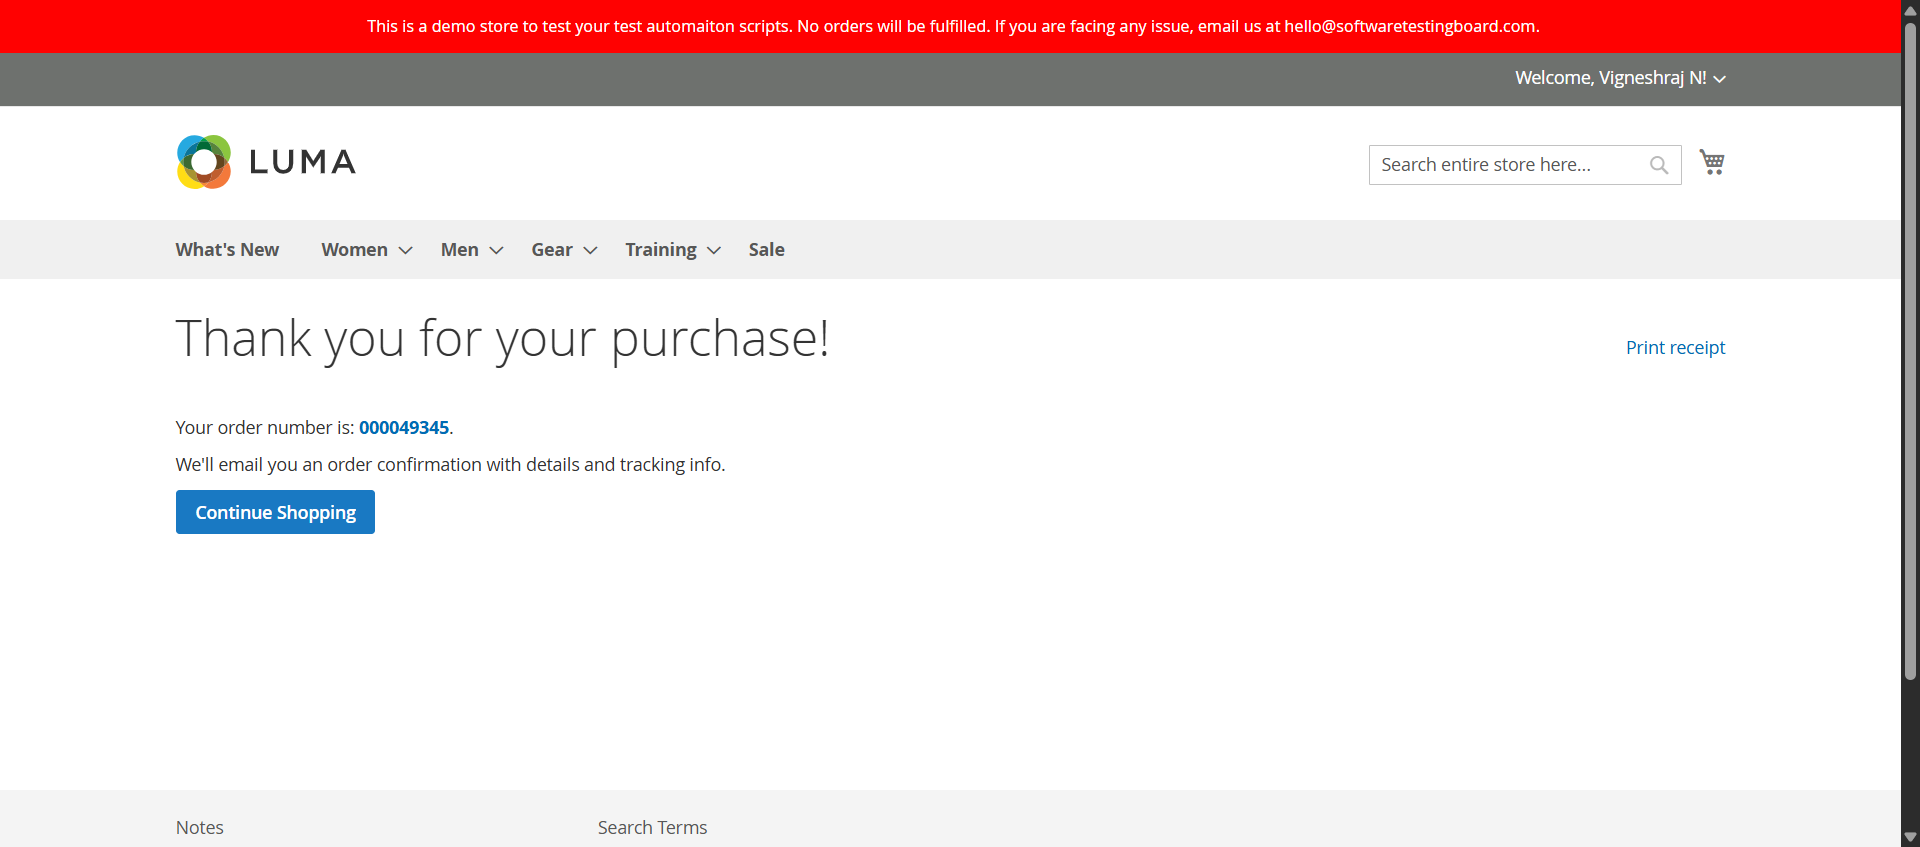 This is a demo store to test your test automaiton scripts. No orders will be fulfilled. If you are facing any issue, email us at hello@softwaretestingboard.com.
Welcome, Vigneshraj N!
LUMA
Search entire store here...
What's New Women Men Gear Training Sale
Thank you for your purchase!
Print receipt
Your order number is: 000049345.
We'll email you an order confirmation with details and tracking info.
Continue Shopping
Notes Search Terms